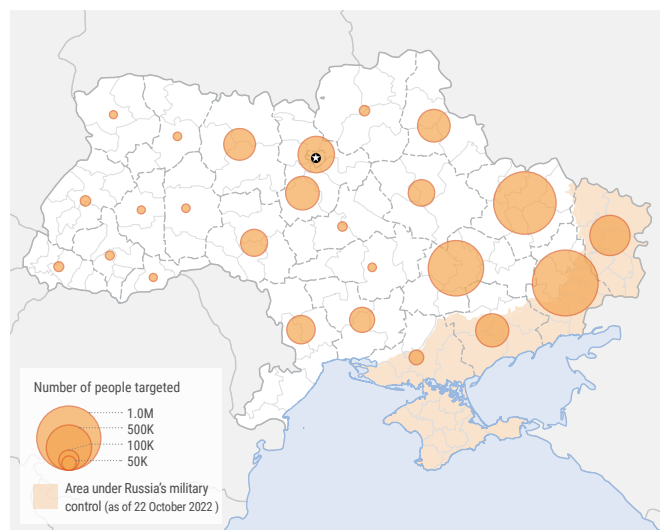 Number of people targeted
1.0M
500K
100K
50K
Area under Russia's military
control (as of 22 October 2022 )